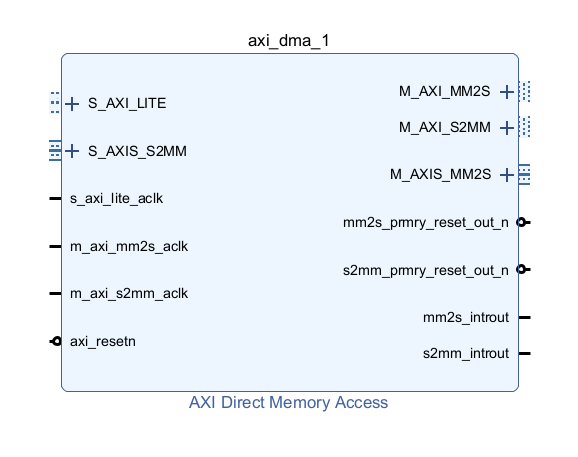 axi_dma_1
S_AXI_LITE
S_AXIS_S2MM
s_axi_lite_aclk
m_axi_mm2s_aclk
m_axi_s2mm_aclk
axi_resetn
M_AXI_MM2S
M_AXI_S2MM
M_AXIS_MM2S
mm2s_prmry_reset_out_n
s2mm_prmry_reset_out_n
mm2s_introut
s2mm_introut
AXI Direct Memory Access